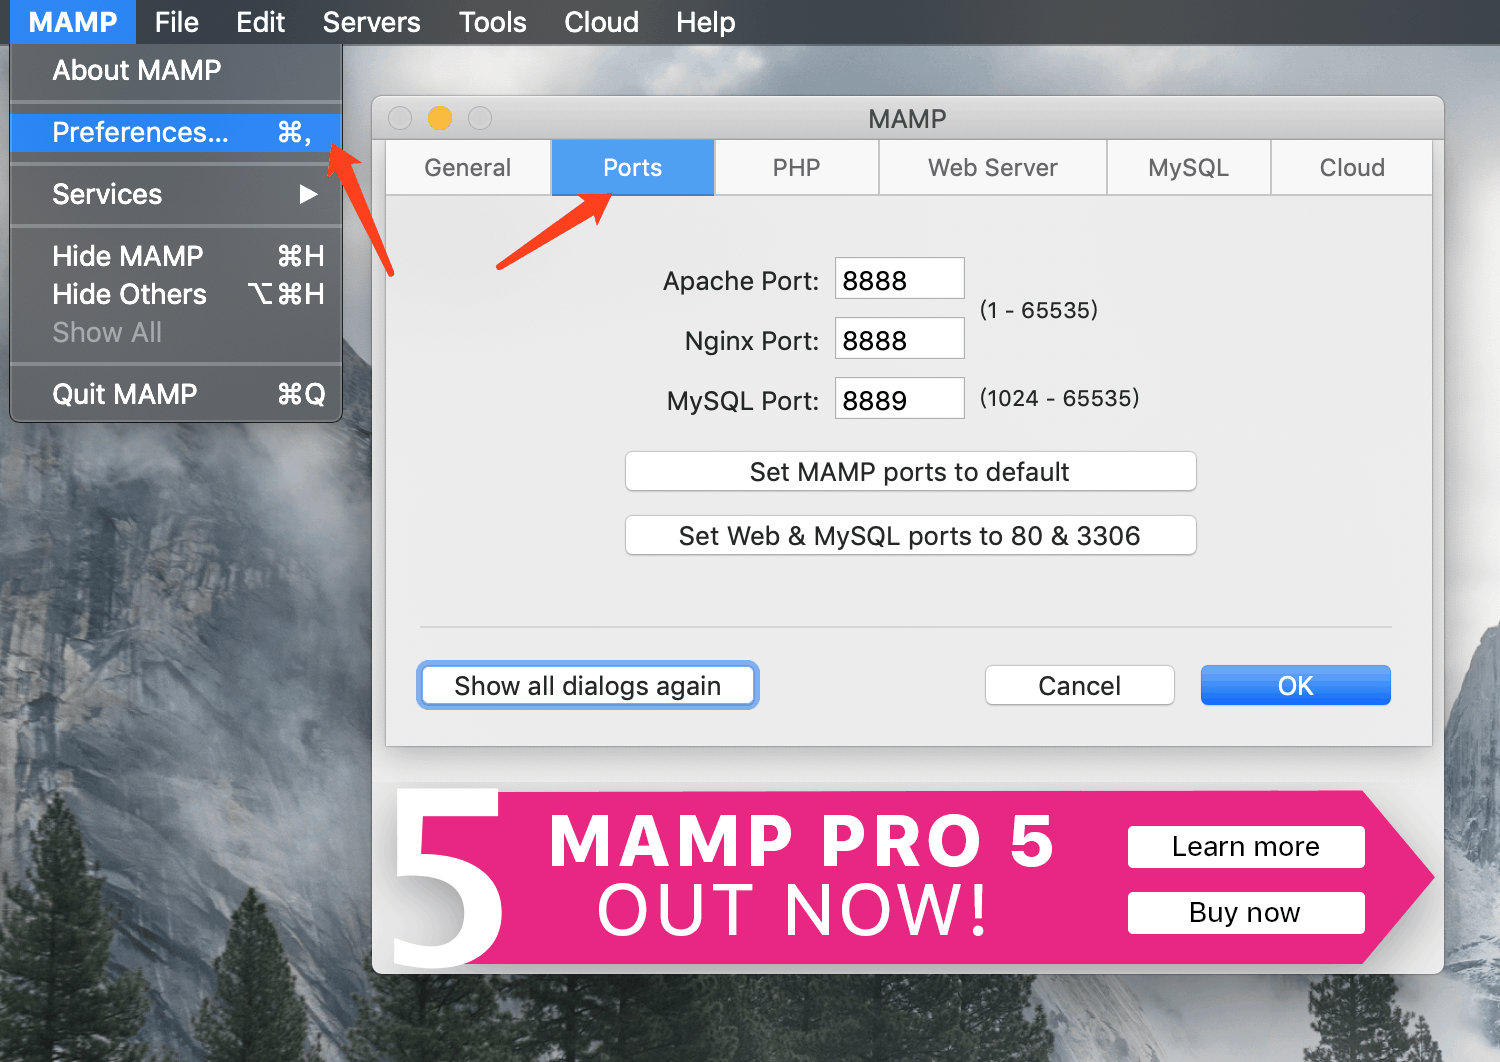 MAMP File Edit Servers Tools Cloud Help
About MAMP
Preferences... ⌘,
Services ▶
Hide MAMP ⌘H
Hide Others ⌥⌘H
Show All
Quit MAMP ⌘Q
MAMP
General Ports PHP Web Server MySQL Cloud
Apache Port: 8888
(1 - 65535)
Nginx Port: 8888
MySQL Port: 8889 (1024 - 65535)
Set MAMP ports to default
Set Web & MySQL ports to 80 & 3306
Show all dialogs again Cancel OK
5
MAMP PRO 5
OUT NOW!
Learn more
Buy now